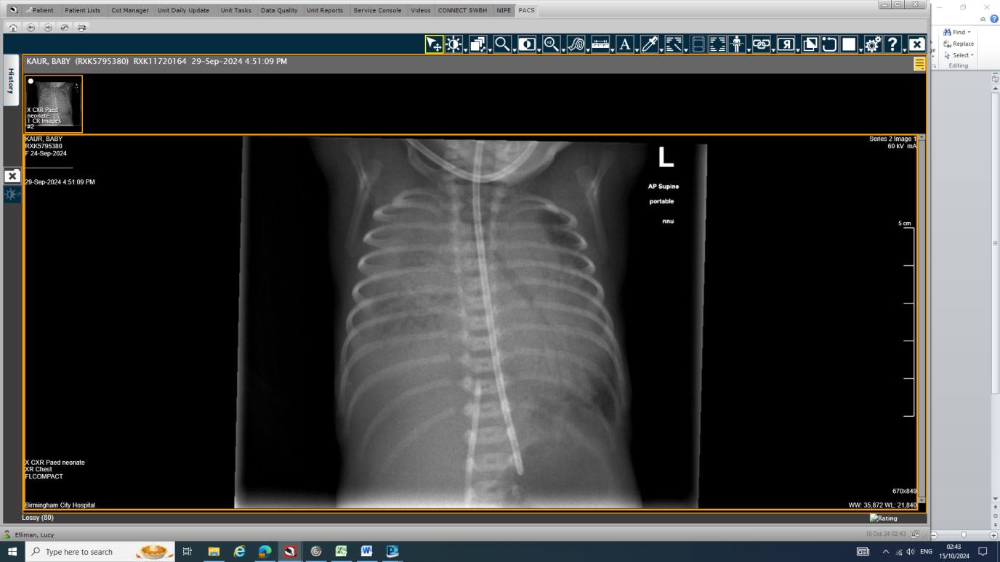 Patient Patient Lists Cot Manager Unit Daily Update Unit Tasks Data Quality Unit Reports Service Console Videos CONNECT SWBH NIPE PACS
Find
Replace
Select
Editing
History
KAUR, BABY (RXK5795380) RXK11720164 29-Sep-2024 4:51:09 PM
X CXR Paed
neonate
1 CR Images
#2
KAUR, BABY
RXK5795380
F 24-Sep-2024
29-Sep-2024 4:51:09 PM
Series 2 Image 1
60 kV mA
L
AP Supine
portable
nnu
5 cm
X CXR Paed neonate
XR Chest
FLCOMPACT
Birmingham City Hospital
670x849
WW: 35,872 WL: 21,840
Lossy (80)
Rating
Elliman, Lucy
15 Oct 24 02:43
Type here to search
ENG
02:43
15/10/2024